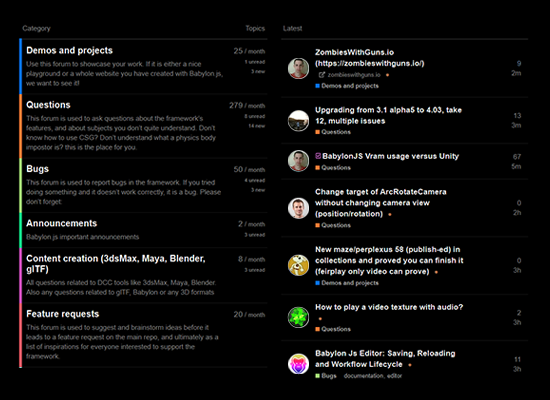 Category Topics
Demos and projects 25 / month
Use this forum to showcase your work. If it is either a nice 1 unread
playground or a whole website you have created with Babylon.js, 3 new
we want to see it!
Questions 279 / month
This forum is used to ask questions about the framework's 8 unread
features, and about subjects you don't quite understand. Don't 14 new
know how to use CSG? Don't understand what a physics
body impostor is? this is the place for you.
Bugs 50 / month
This forum is used to report bugs in the framework. If you tried 4 unread
doing something and it doesn't work correctly, it is a bug. Please 3 new
don't forget
Announcements 2 / month
Babylon.js important announcements 5 unread
Content creation (3dsMax, Maya, Blender, 8 / month
glTF) 3 unread
All questions related to DCC tools like 3dsMax, Maya, Blender.
Also any questions related to glTF, Babylon or any 3D formats
Feature requests 20 / month
This forum is used to suggest and brainstorm ideas before it
leads to a feature request on the main repo, and ultimately as a
list of inspirations for everyone interested to support the
framework.
Latest
ZombiesWithGuns.io
(https://zombieswithguns.io/) 9
zombieswithguns.io 2m
Demos and projects
Upgrading from 3.1 alpha5 to 4.03, take 13
12, multiple issues 3m
Questions
BabylonJS Vram usage versus Unity 67
Questions 5m
Change target of ArcRotateCamera
without changing camera view 0
(position/rotation) 2h
Questions
New maze/perplexus 58 (publish-ed) in
collections and proved you can finish it 0
(fairplay only video can prove) 3h
Demos and projects
How to play a video texture with audio? 2
3h
Questions
Babylon Js Editor: Saving, Reloading 11
and Workflow Lifecycle 3h
Bugs documentation, editor